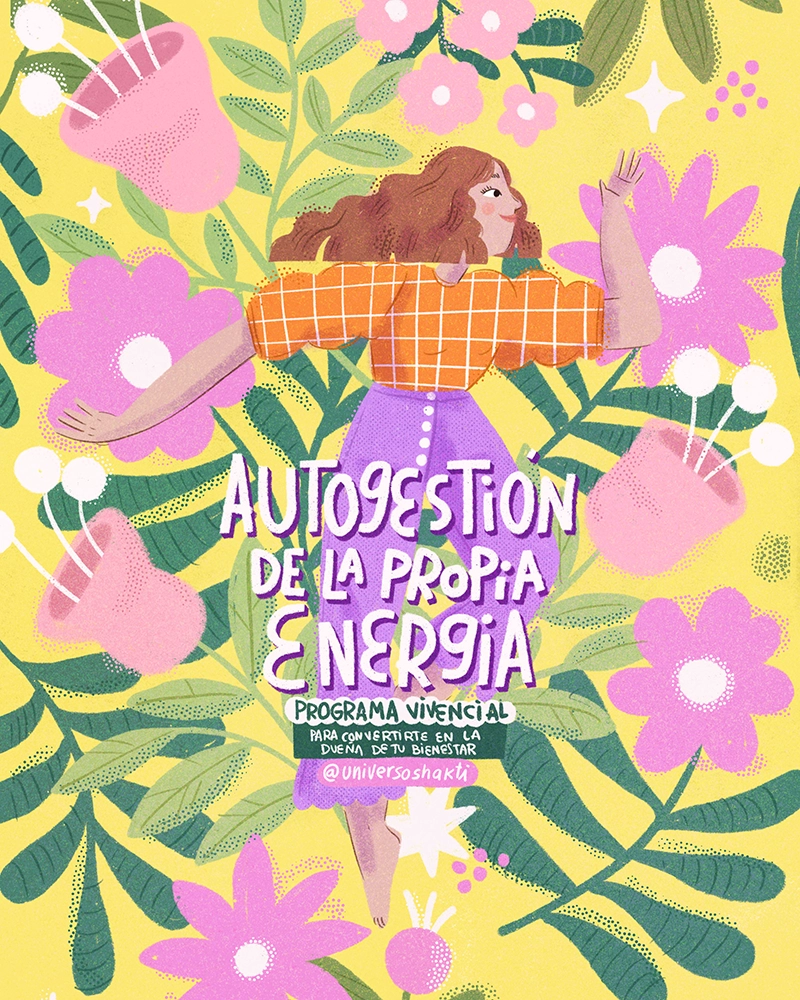 AUTOGESTIÓN
DE LA PROPIA
ENERGIA
PROGRAMA VIVENCIAL
PARA CONVERTIRTE EN LA
DUEÑA DE TU BIENESTAR
@universoshakti